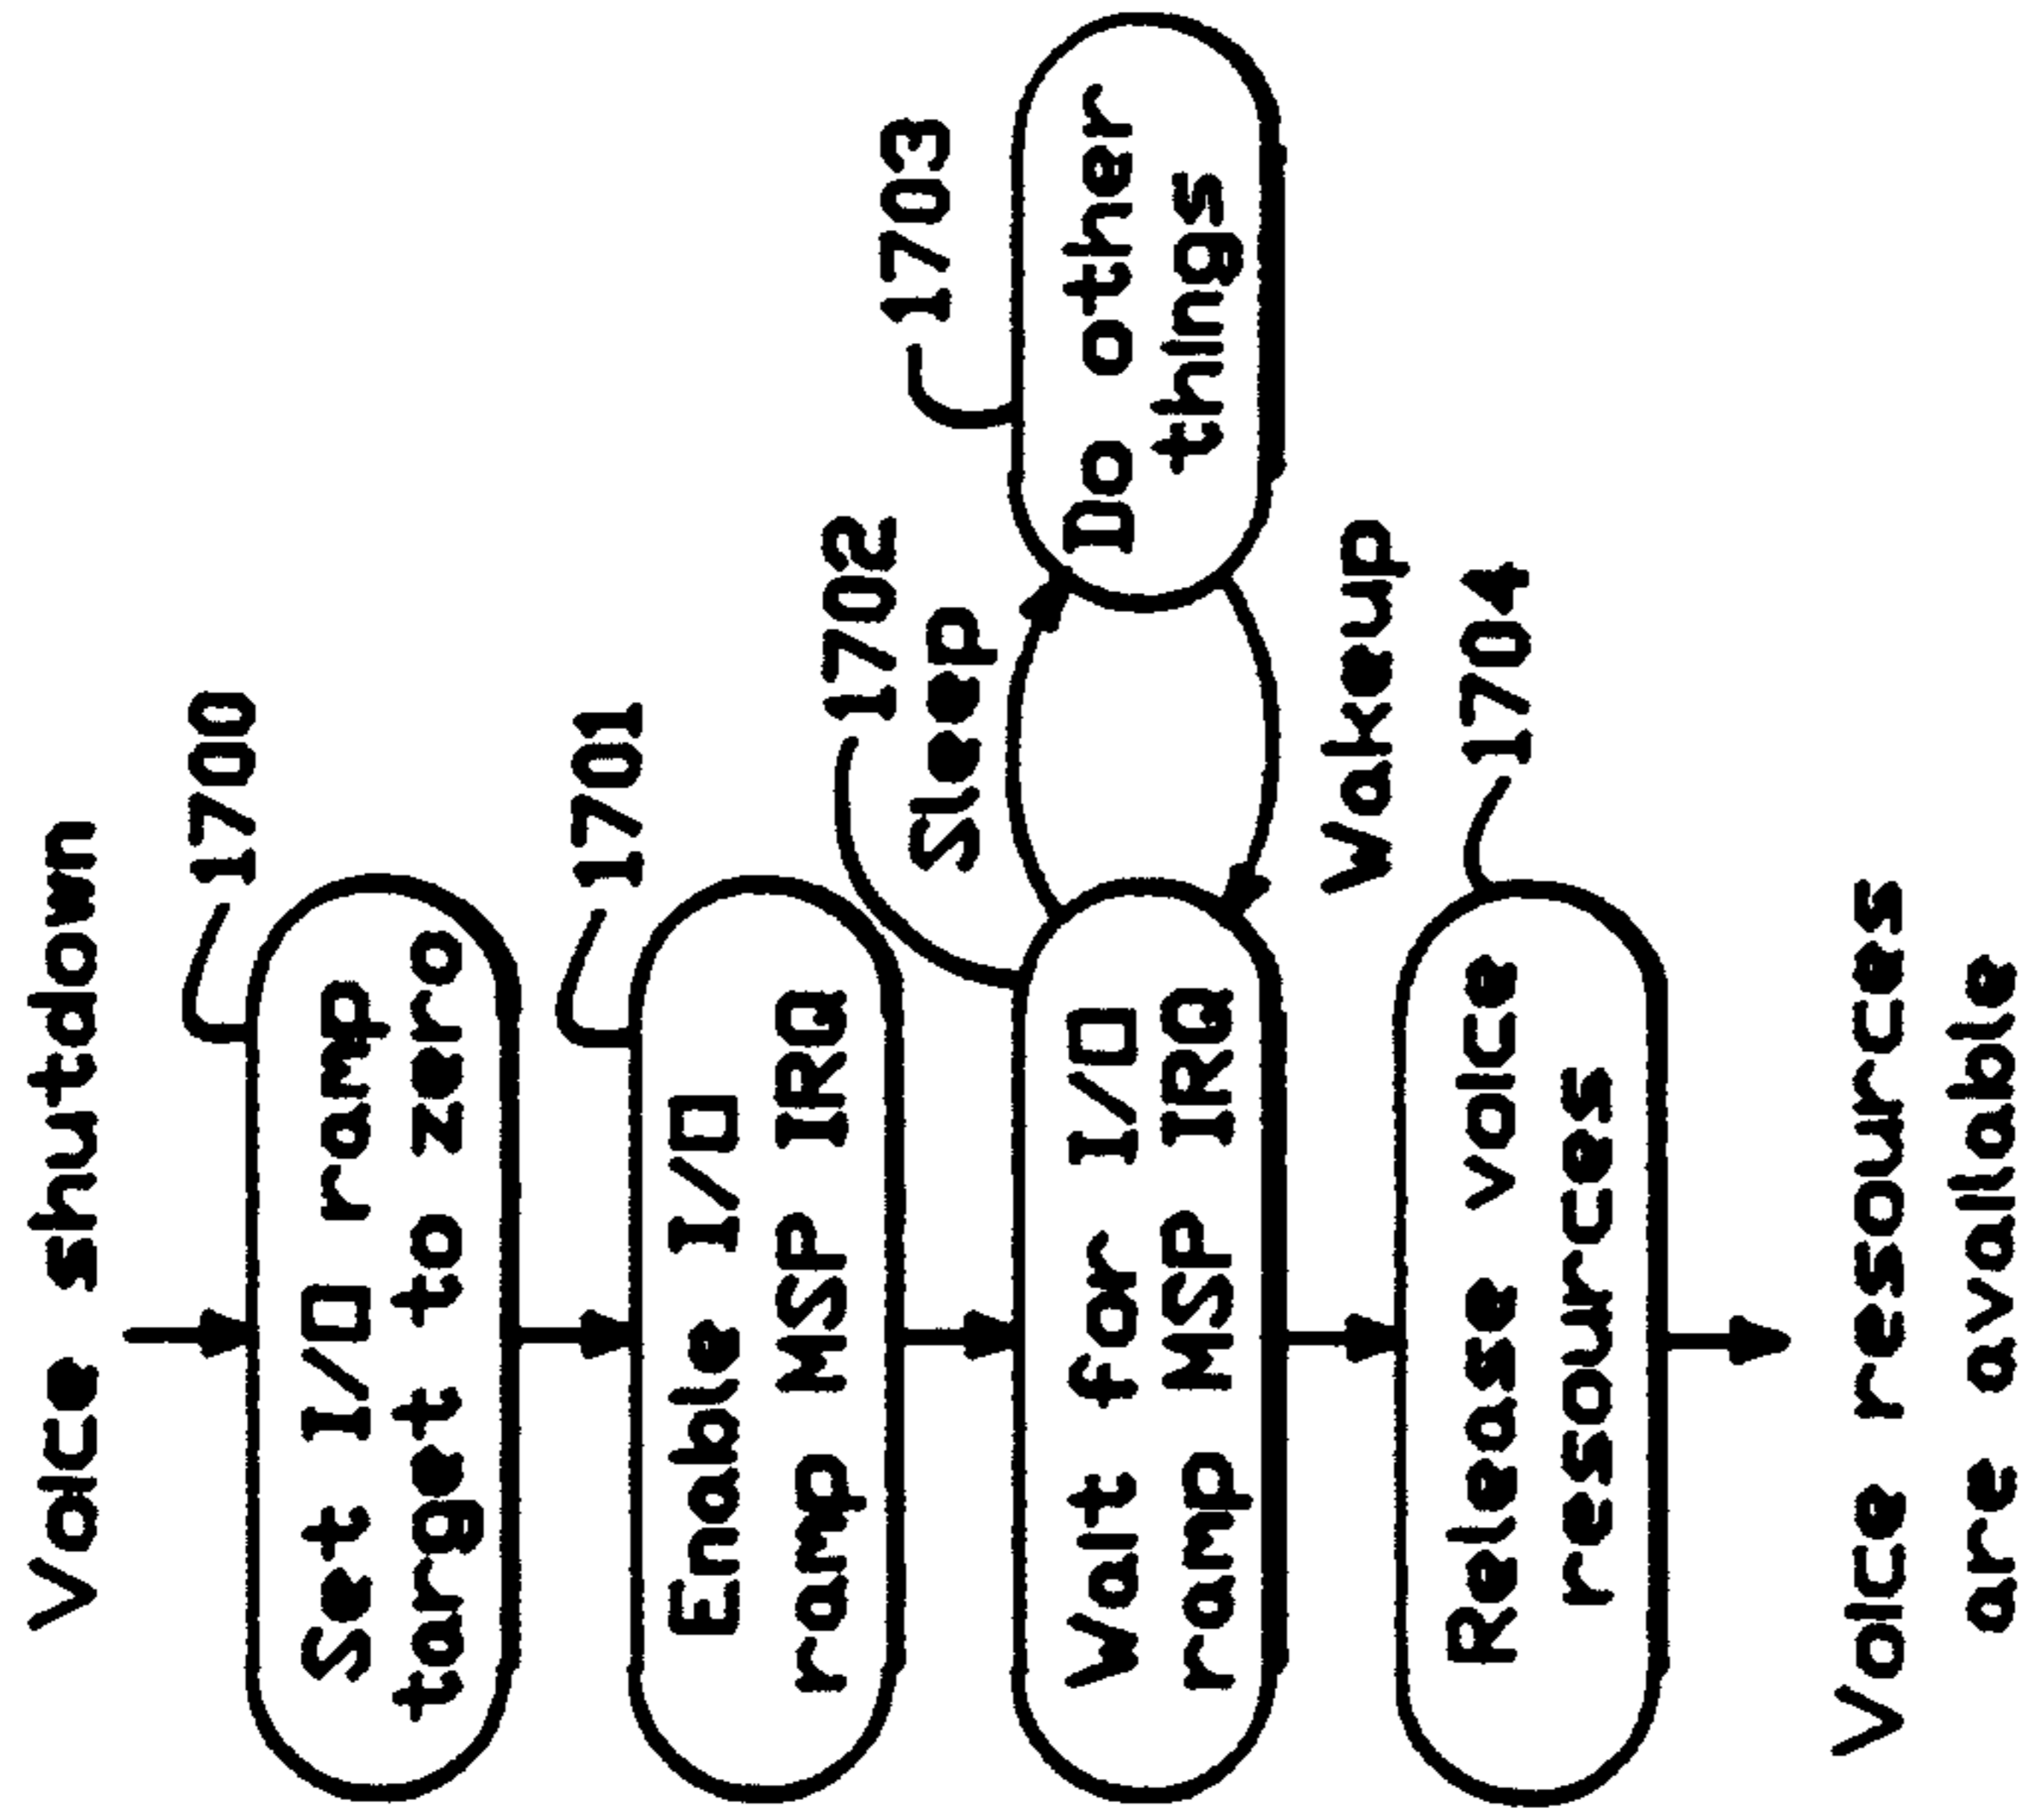 Voice shutdown
1700
Set I/O ramp
target to zero
1701
Enable I/O
ramp MSP IRQ
1702
Wait for I/O
ramp MSP IRQ
Sleep
1703
Do other
things
Wakeup
1704
Release voice
resources
Voice resources
are available